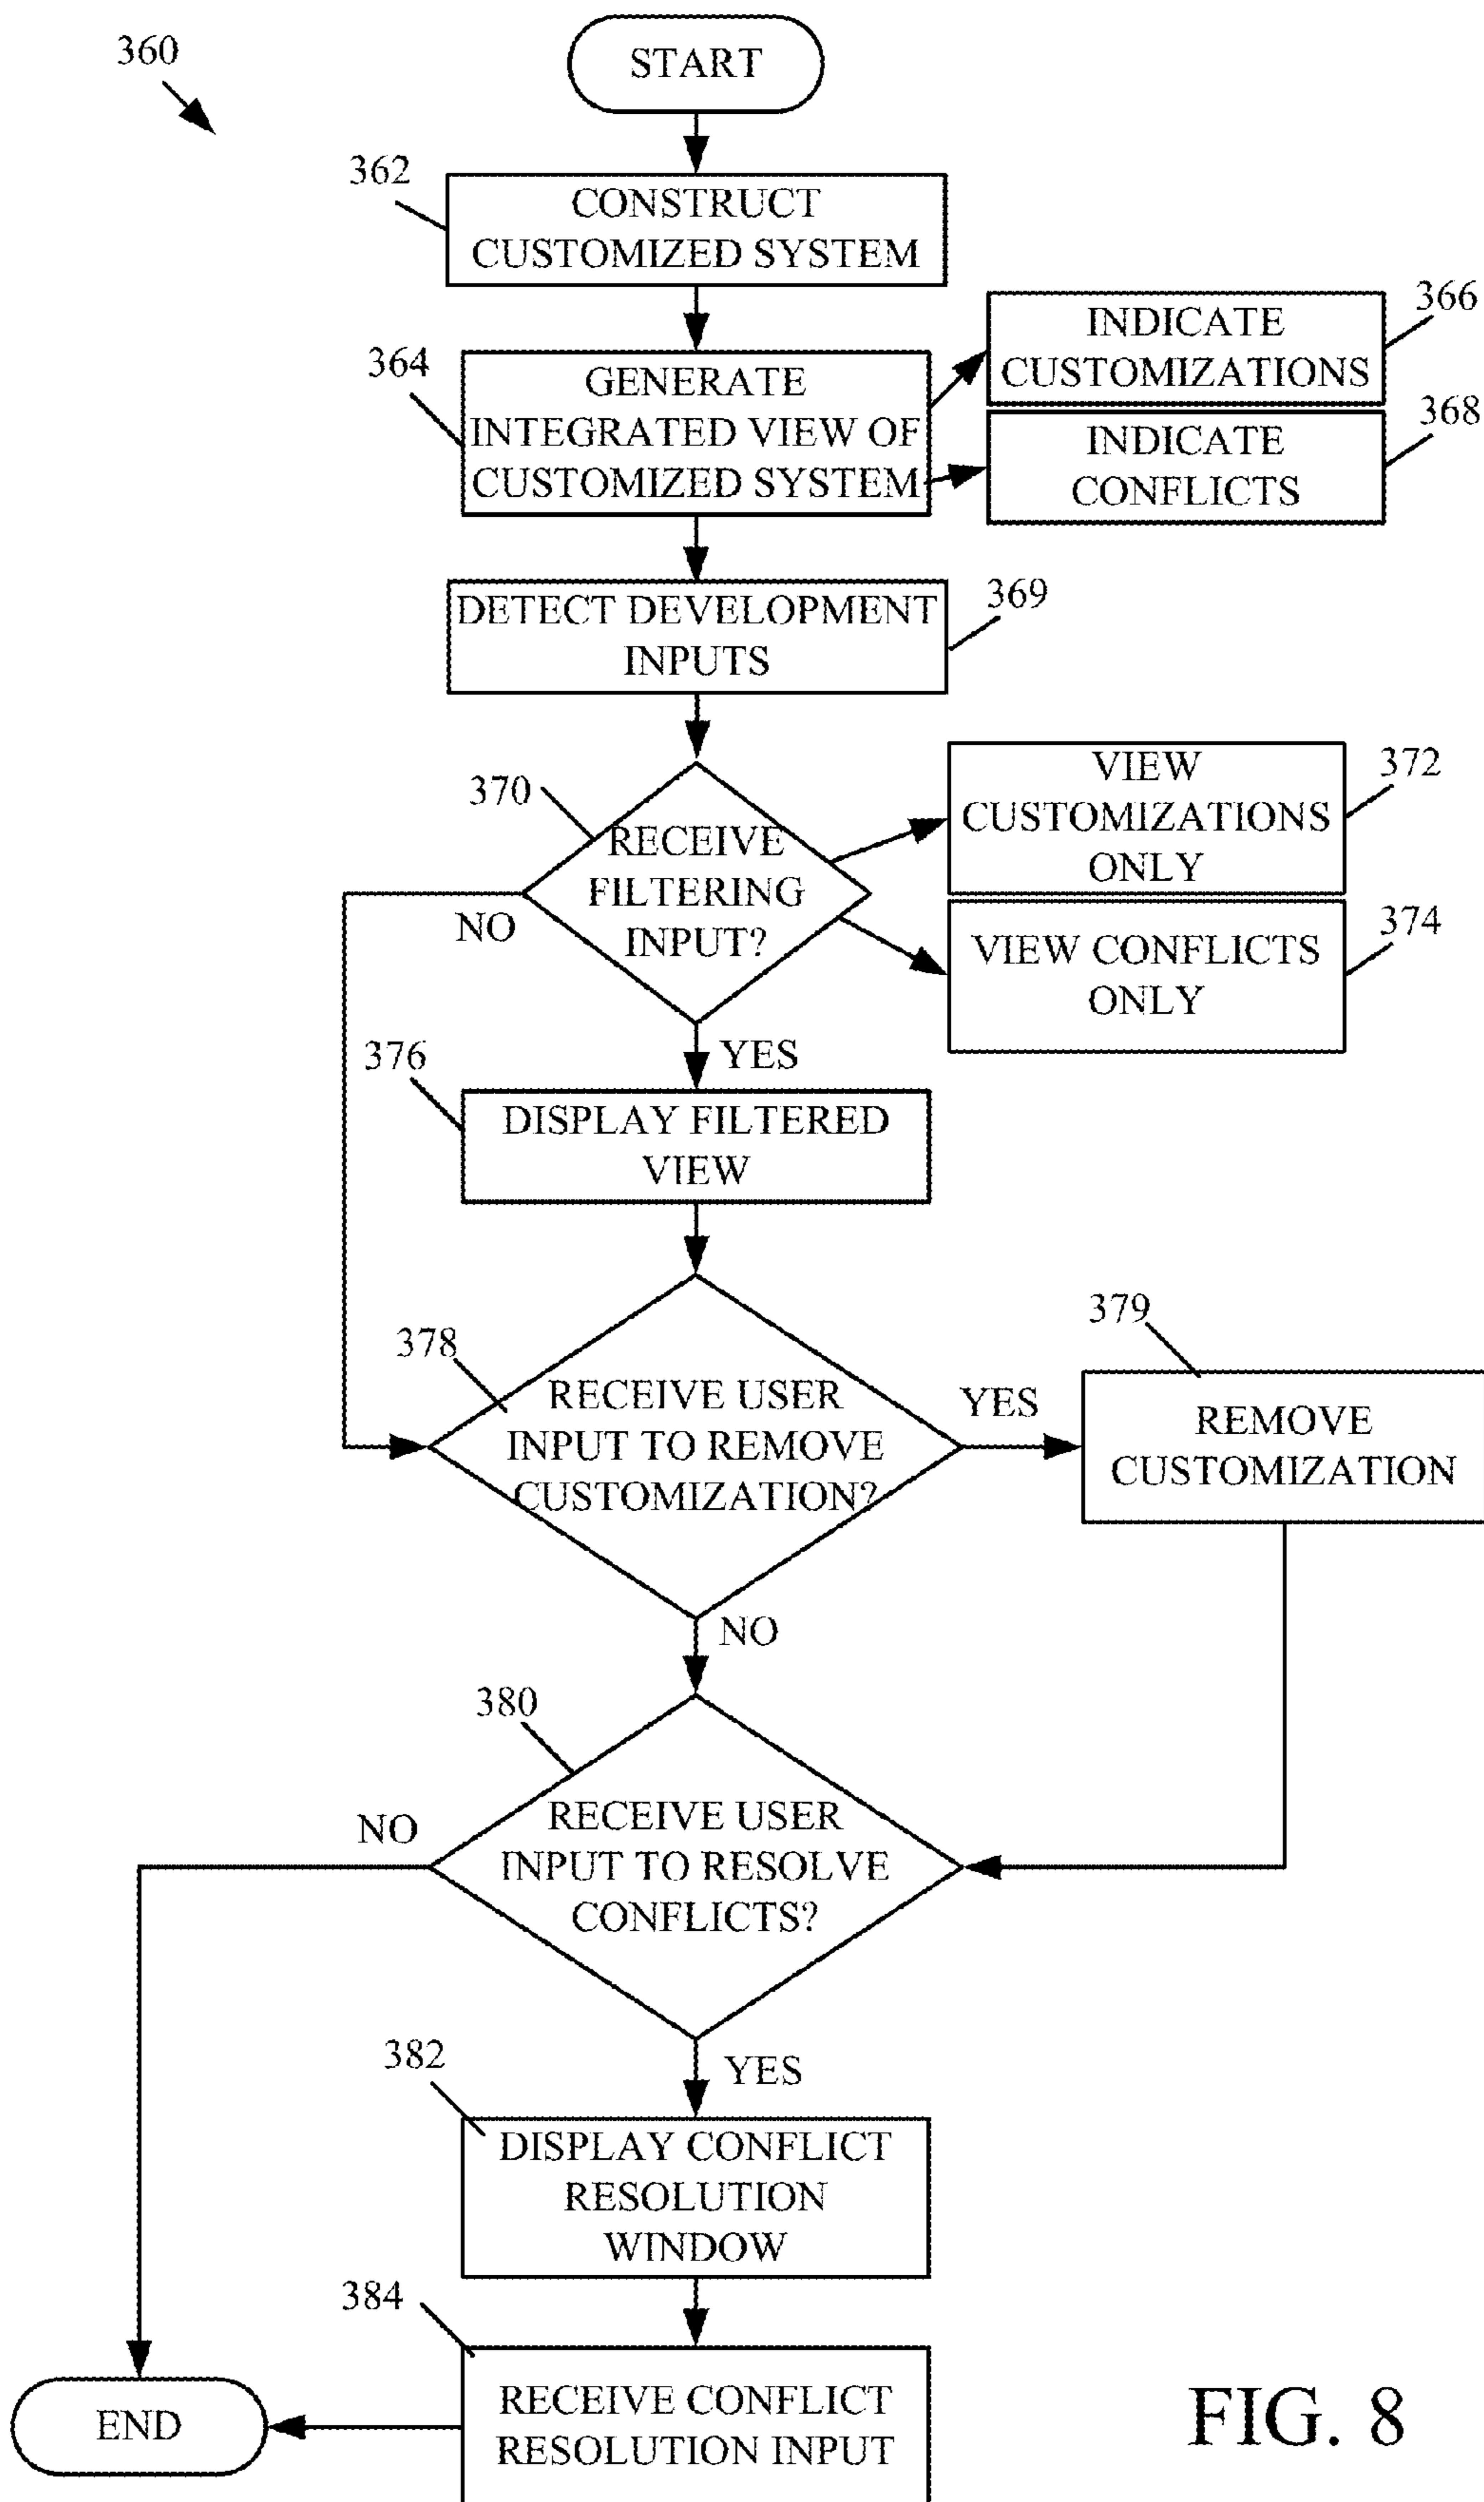 360
START
362
CONSTRUCT
CUSTOMIZED SYSTEM
364
GENERATE
INTEGRATED VIEW OF
CUSTOMIZED SYSTEM
INDICATE
CUSTOMIZATIONS
366
INDICATE
CONFLICTS
368
DETECT DEVELOPMENT
INPUTS
369
370
RECEIVE
FILTERING
INPUT?
NO
YES
VIEW
CUSTOMIZATIONS
ONLY
372
VIEW CONFLICTS
ONLY
374
376
DISPLAY FILTERED
VIEW
378
RECEIVE USER
INPUT TO REMOVE
CUSTOMIZATION?
YES
379
REMOVE
CUSTOMIZATION
NO
380
RECEIVE USER
INPUT TO RESOLVE
CONFLICTS?
NO
YES
382
DISPLAY CONFLICT
RESOLUTION
WINDOW
384
RECEIVE CONFLICT
RESOLUTION INPUT
END
FIG. 8